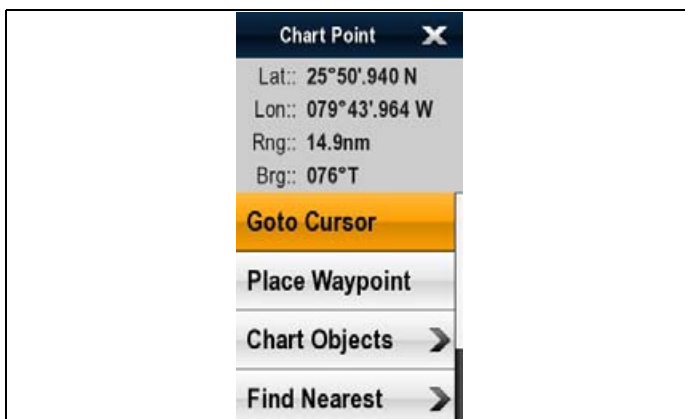 Chart Point X
Lat:: 25°50'.940 N
Lon:: 079°43'.964 W
Rng:: 14.9nm
Brg:: 076°T
Goto Cursor
Place Waypoint
Chart Objects
Find Nearest